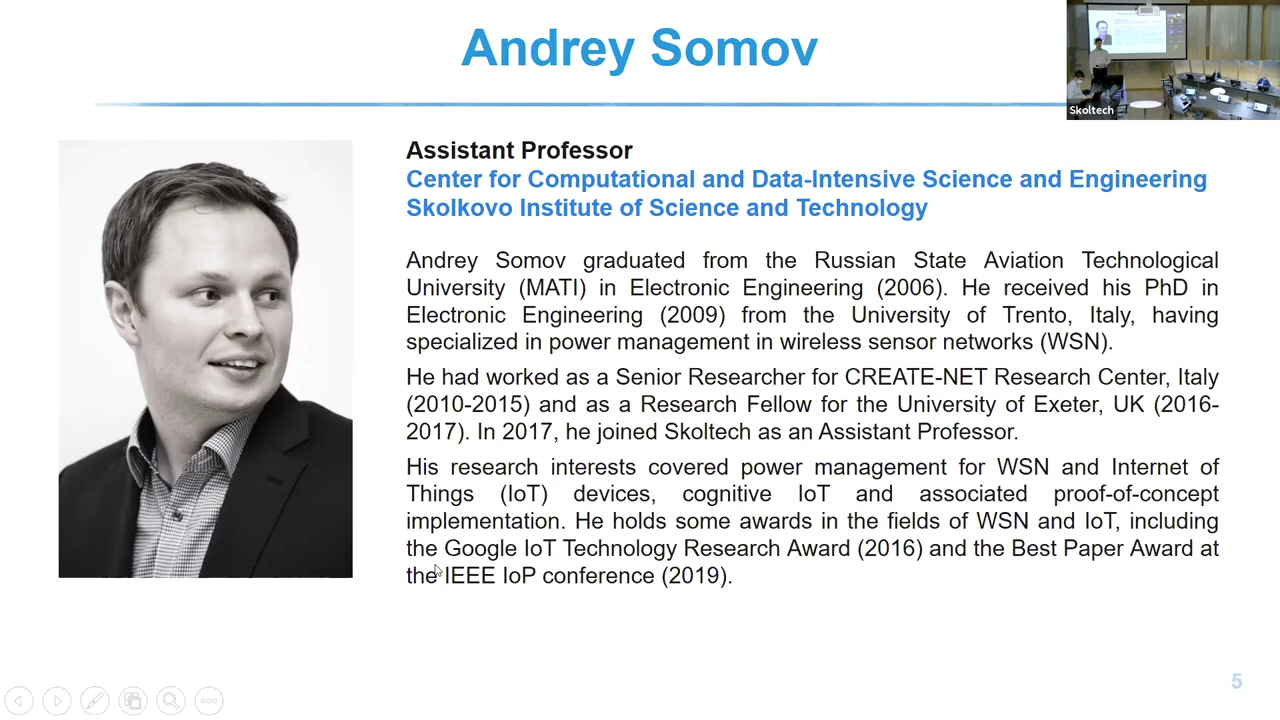 Andrey Somov
Skoltech
Assistant Professor
Center for Computational and Data-Intensive Science and Engineering
Skolkovo Institute of Science and Technology
Andrey Somov graduated from the Russian State Aviation Technological
University (MATI) in Electronic Engineering (2006). He received his PhD in
Electronic Engineering (2009) from the University of Trento, Italy, having
specialized in power management in wireless sensor networks (WSN).
He had worked as a Senior Researcher for CREATE-NET Research Center, Italy
(2010-2015) and as a Research Fellow for the University of Exeter, UK (2016-
2017). In 2017, he joined Skoltech as an Assistant Professor.
His research interests covered power management for WSN and Internet of
Things (IoT) devices, cognitive IoT and associated proof-of-concept
implementation. He holds some awards in the fields of WSN and IoT, including
the Google IoT Technology Research Award (2016) and the Best Paper Award at
the IEEE IoP conference (2019).
5